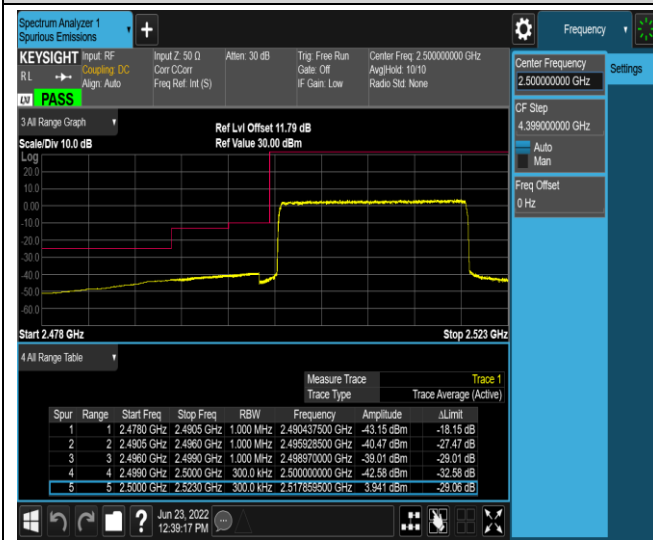 Spectrum Analyzer 1
Spurious Emissions
+
Frequency
KEYSIGHT Input: RF Input Z: 50 Ω Atten: 30 dB Trig: Free Run Center Freq: 2.500000000 GHz
RL Coupling: DC Corr CCorr Gate: Off Avg|Hold: 10/10
Align: Auto Freq Ref: Int (S) IF Gain: Low Radio Std: None
LXI PASS
Center Frequency
2.500000000 GHz
Settings
CF Step
4.399000000 GHz
Auto
Man
Freq Offset
0 Hz
3 All Range Graph
Ref Lvl Offset 11.79 dB
Scale/Div 10.0 dB Ref Value 30.00 dBm
Log
20.0
10.0
0.00
-10.0
-20.0
-30.0
-40.0
-50.0
-60.0
Start 2.478 GHz Stop 2.523 GHz
4 All Range Table
Measure Trace Trace 1
Trace Type Trace Average (Active)
Spur Range Start Freq Stop Freq RBW Frequency Amplitude ΔLimit
1 1 2.4780 GHz 2.4905 GHz 1.000 MHz 2.490437500 GHz -43.15 dBm -18.15 dB
2 2 2.4905 GHz 2.4960 GHz 1.000 MHz 2.495928500 GHz -40.47 dBm -27.47 dB
3 3 2.4960 GHz 2.4990 GHz 1.000 MHz 2.498970000 GHz -39.01 dBm -29.01 dB
4 4 2.4990 GHz 2.5000 GHz 300.0 kHz 2.500000000 GHz -42.58 dBm -32.58 dB
5 5 2.5000 GHz 2.5230 GHz 300.0 kHz 2.517859500 GHz 3.941 dBm -29.06 dB
? Jun 23, 2022
12:39:17 PM